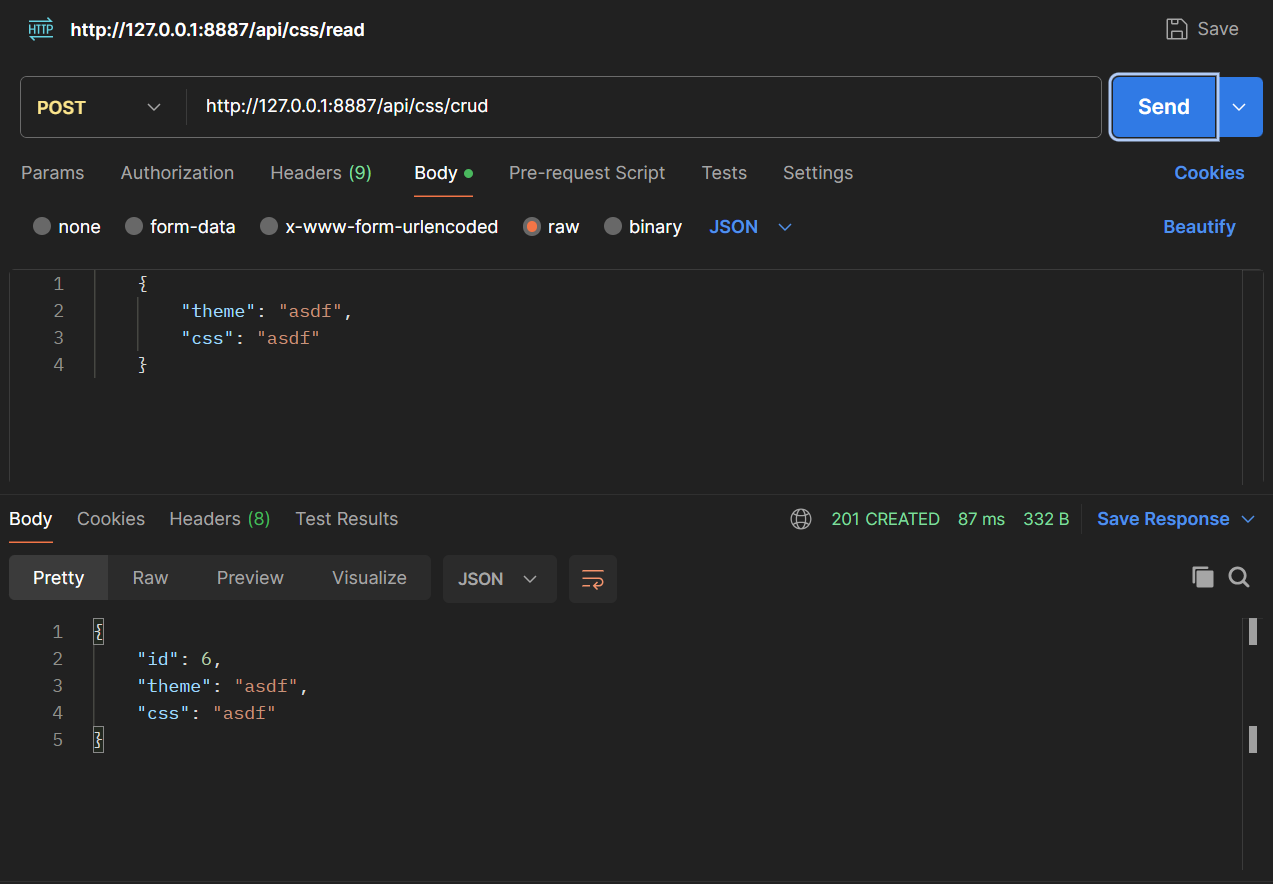 HTTP http://127.0.0.1:8887/api/css/read Save
POST http://127.0.0.1:8887/api/css/crud Send
Params Authorization Headers (9) Body Pre-request Script Tests Settings Cookies
none form-data x-www-form-urlencoded raw binary JSON Beautify
1 {
2 "theme": "asdf",
3 "css": "asdf"
4 }
Body Cookies Headers (8) Test Results 201 CREATED 87 ms 332 B Save Response
Pretty Raw Preview Visualize JSON
1 {
2 "id": 6,
3 "theme": "asdf",
4 "css": "asdf"
5 }